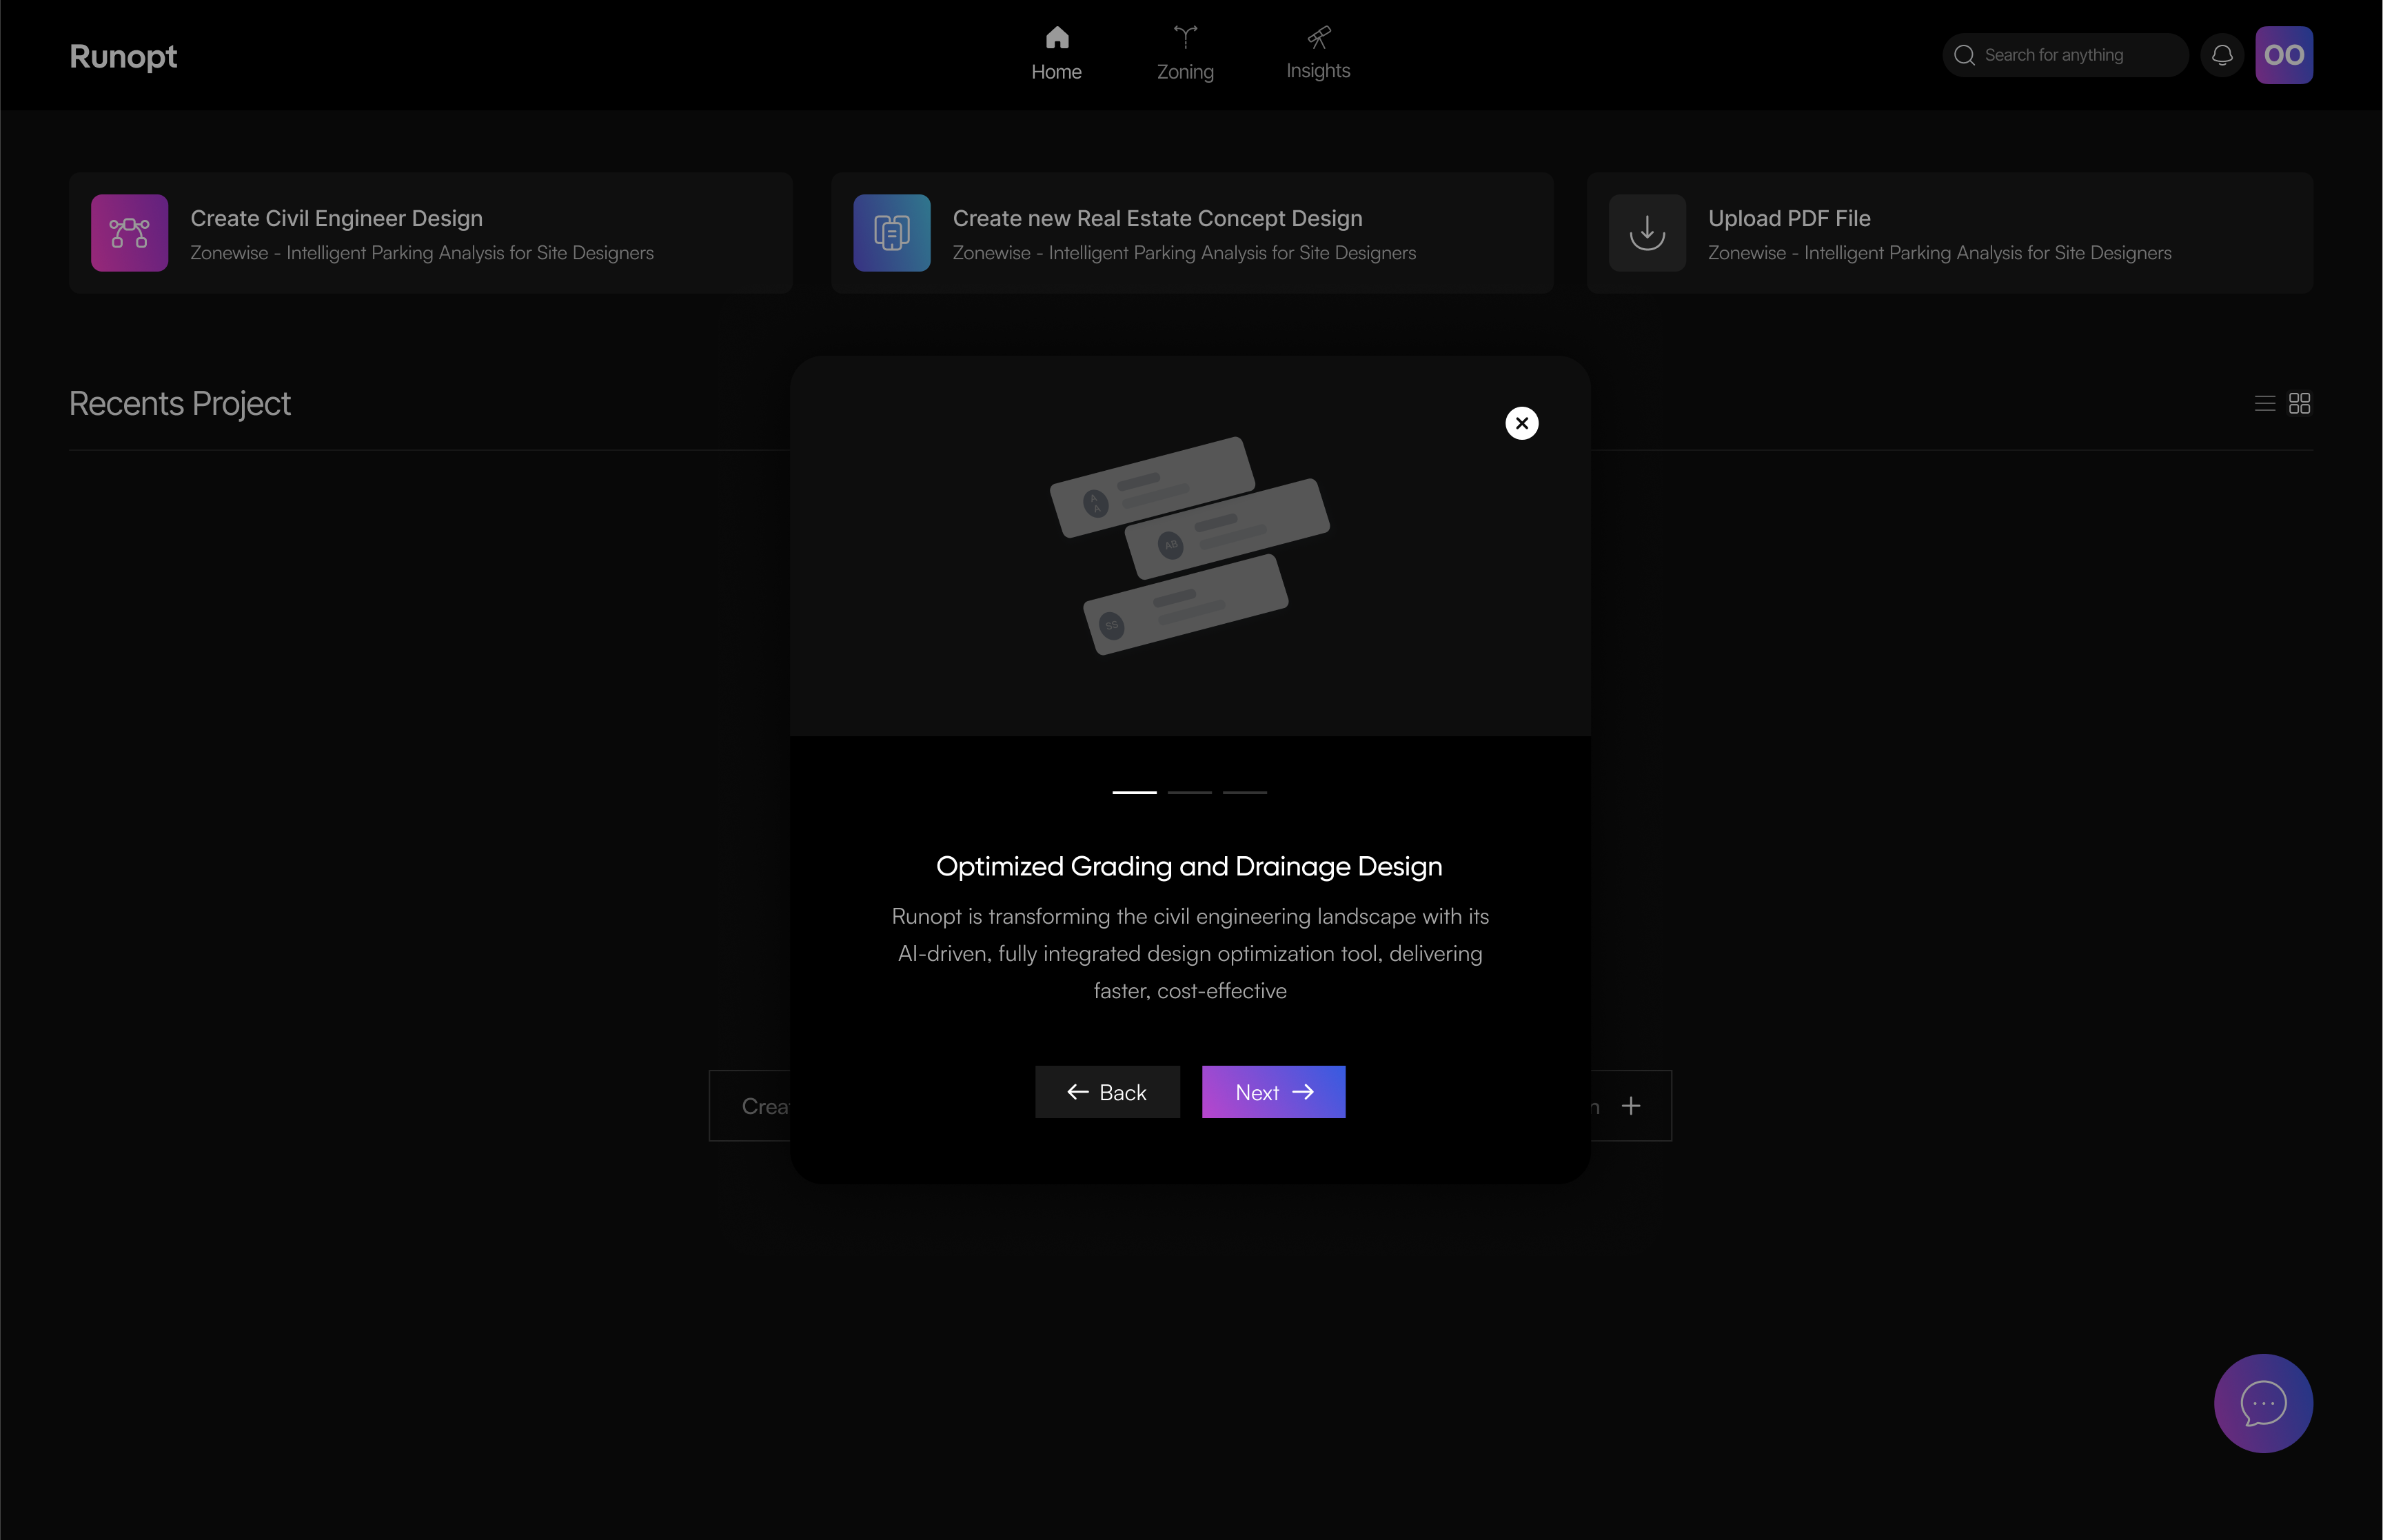 Runopt
Home
Zoning
Insights
Search for anything
OO
Create Civil Engineer Design
Zonewise - Intelligent Parking Analysis for Site Designers
Create new Real Estate Concept Design
Zonewise - Intelligent Parking Analysis for Site Designers
Upload PDF File
Zonewise - Intelligent Parking Analysis for Site Designers
Recents Project
A
A
AB
SS
Optimized Grading and Drainage Design
Runopt is transforming the civil engineering landscape with its
AI-driven, fully integrated design optimization tool, delivering
faster, cost-effective
Back
Next